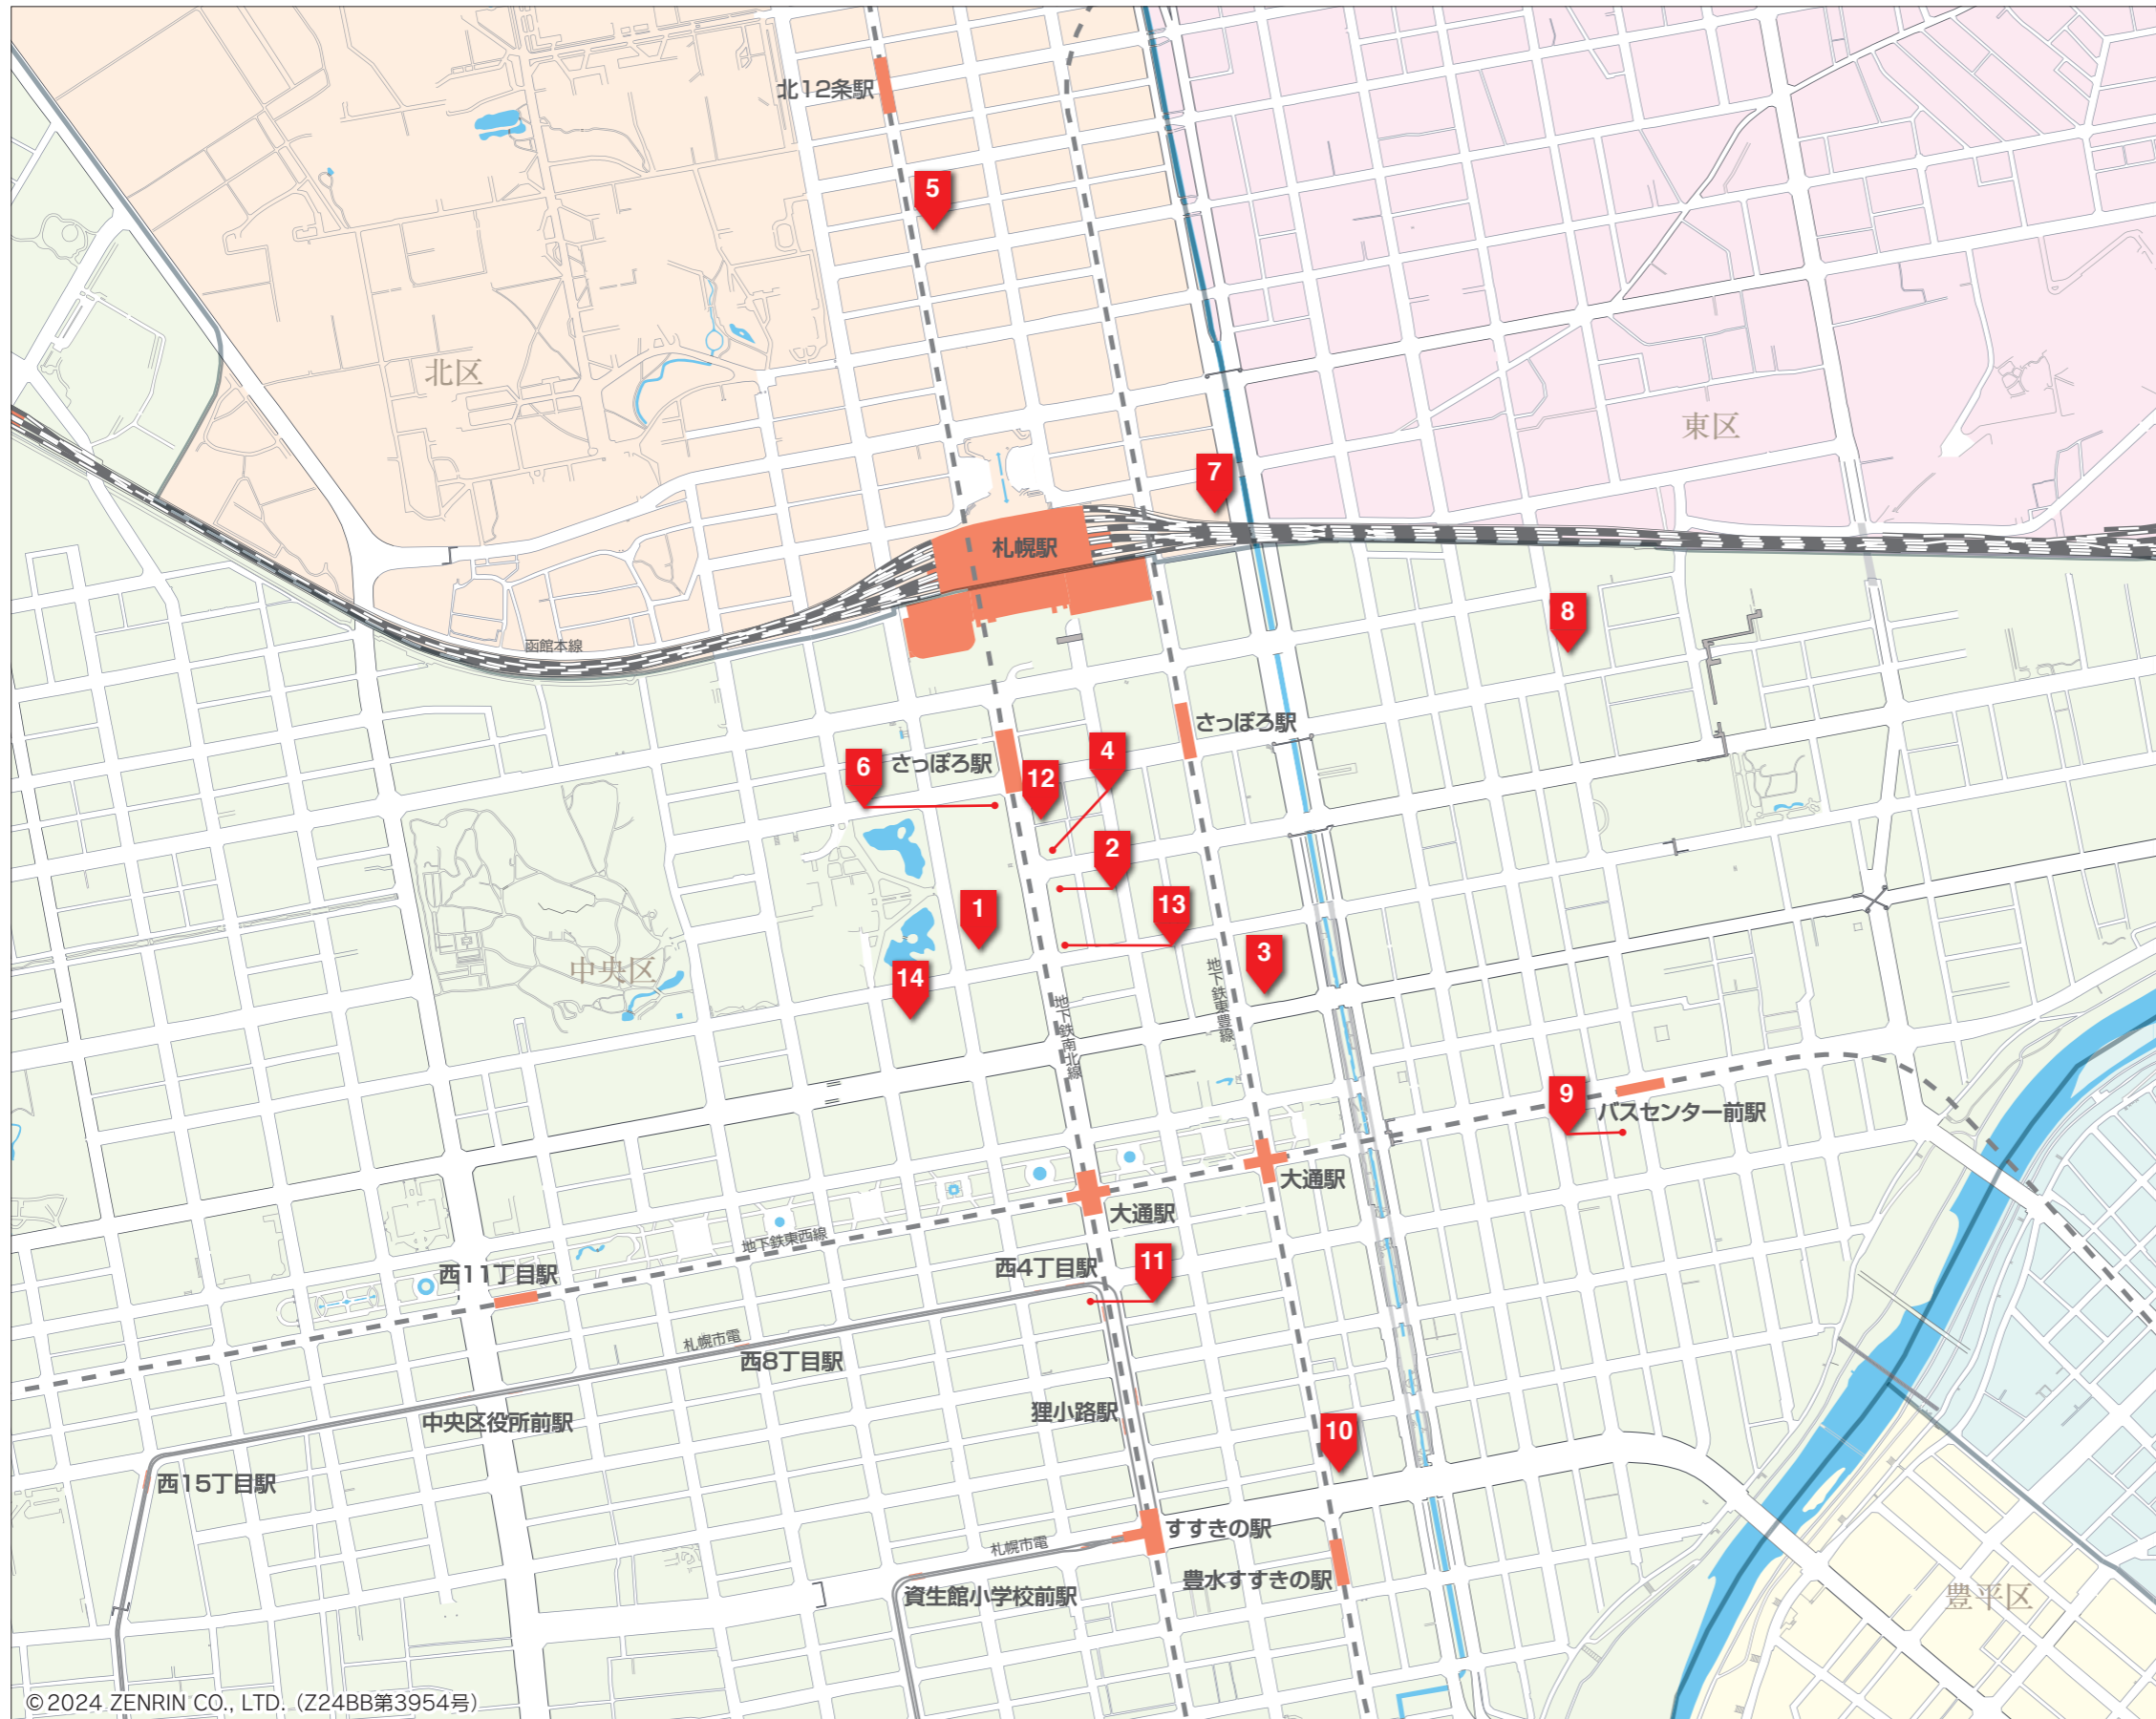 北12条駅
5
北区
東区
7
札幌駅
8
函館本線
さっぽろ駅
4
6
さっぽろ駅
12
2
1
13
3
中央区
14
地下鉄東豊線
地下鉄南北線
9
バスセンター前駅
大通駅
大通駅
地下鉄東西線
11
西4丁目駅
西11丁目駅
札幌市電
西8丁目駅
狸小路駅
中央区役所前駅
10
西15丁目駅
すすきの駅
札幌市電
豊水すすきの駅
資生館小学校前駅
豊平区
©2024 ZENRIN CO., LTD.（Z24BB第3954号）